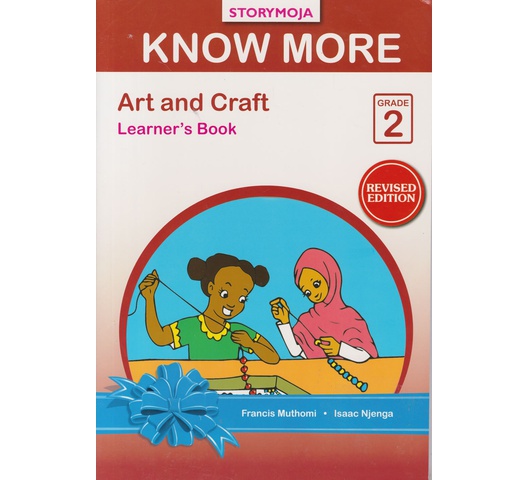 STORYMOJA
KNOW MORE
Art and Craft
Learner's Book
GRADE
2
REVISED
EDITION
Francis Muthomi • Isaac Njenga